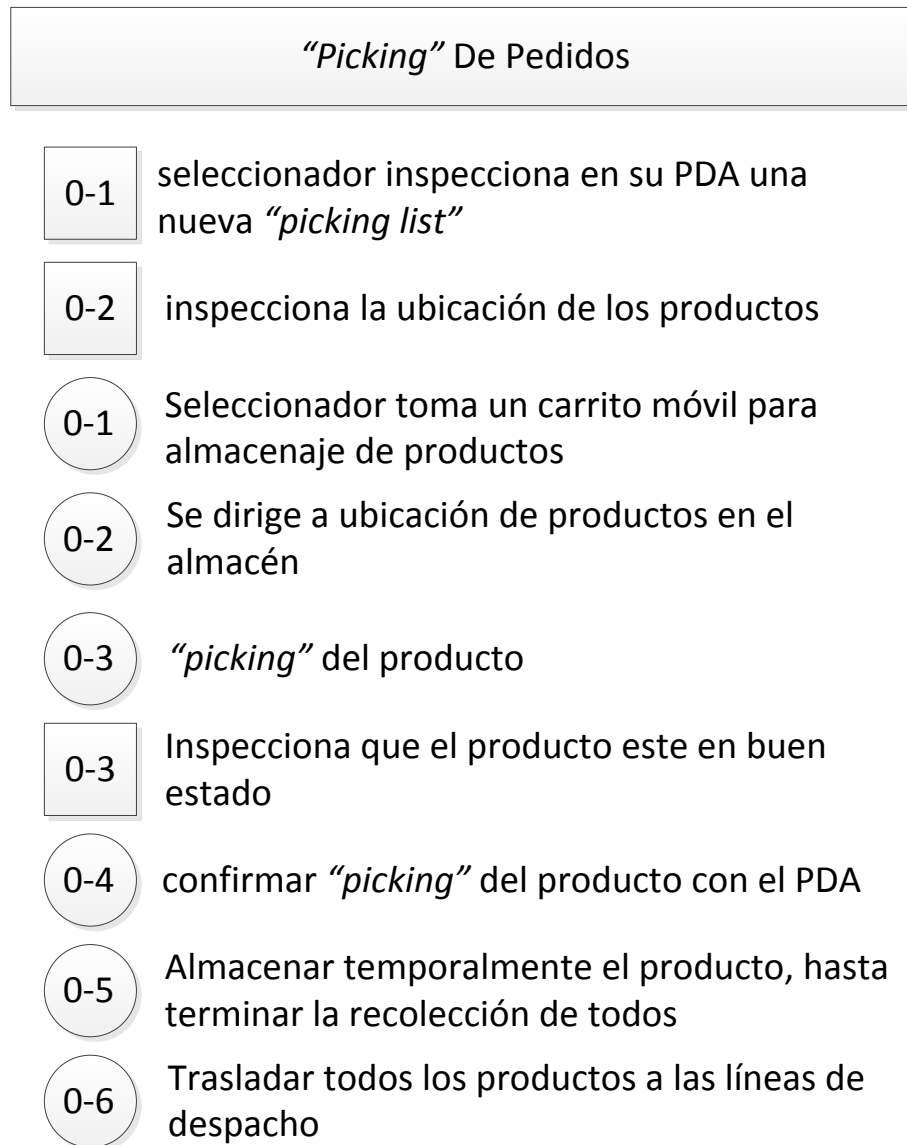 “Picking” De Pedidos
0-1
seleccionador inspecciona en su PDA una
nueva “picking list”
0-2
inspecciona la ubicación de los productos
0-1
Seleccionador toma un carrito móvil para
almacenaje de productos
0-2
Se dirige a ubicación de productos en el
almacén
0-3
“picking” del producto
0-3
Inspecciona que el producto este en buen
estado
0-4
confirmar “picking” del producto con el PDA
0-5
Almacenar temporalmente el producto, hasta
terminar la recolección de todos
0-6
Trasladar todos los productos a las líneas de
despacho